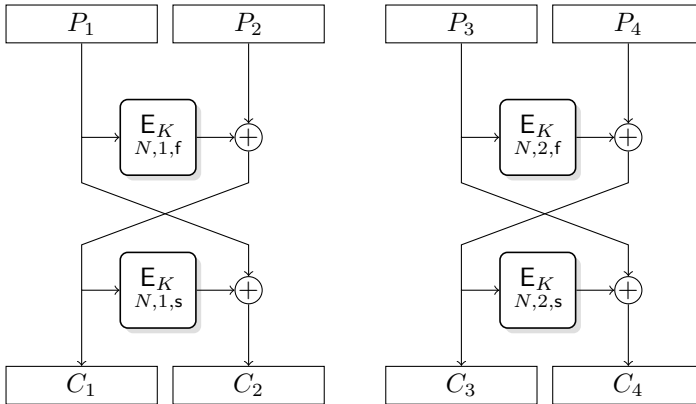 P1 P2 P3 P4
EK EK
N,1,f N,2,f
EK EK
N,1,s N,2,s
C1 C2 C3 C4